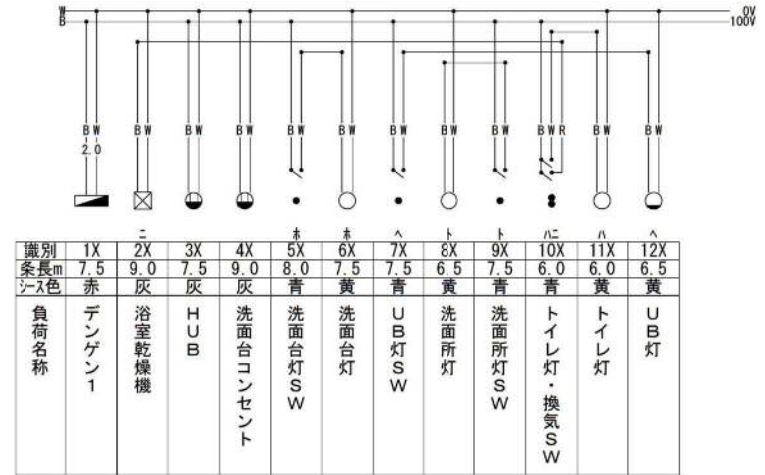 W 0V
B 100V
B W B W B W B W B W B W B W B W B W B W R B W B W
2.0
ニ ホ ホ ヘ ト ト ハニ ハ ヘ
識別 1X 2X 3X 4X 5X 6X 7X 8X 9X 10X 11X 12X
条長m 7.5 9.0 7.5 9.0 8.0 7.5 7.5 6.5 7.5 6.0 6.0 6.5
シース色 赤 灰 灰 灰 青 黄 青 黄 青 青 黄 黄
負荷名称
デンゲン1
浴室乾燥機
HUB
洗面台コンセント
洗面台灯SW
洗面台灯
UB灯SW
洗面所灯
洗面所灯SW
トイレ灯・換気SW
トイレ灯
UB灯